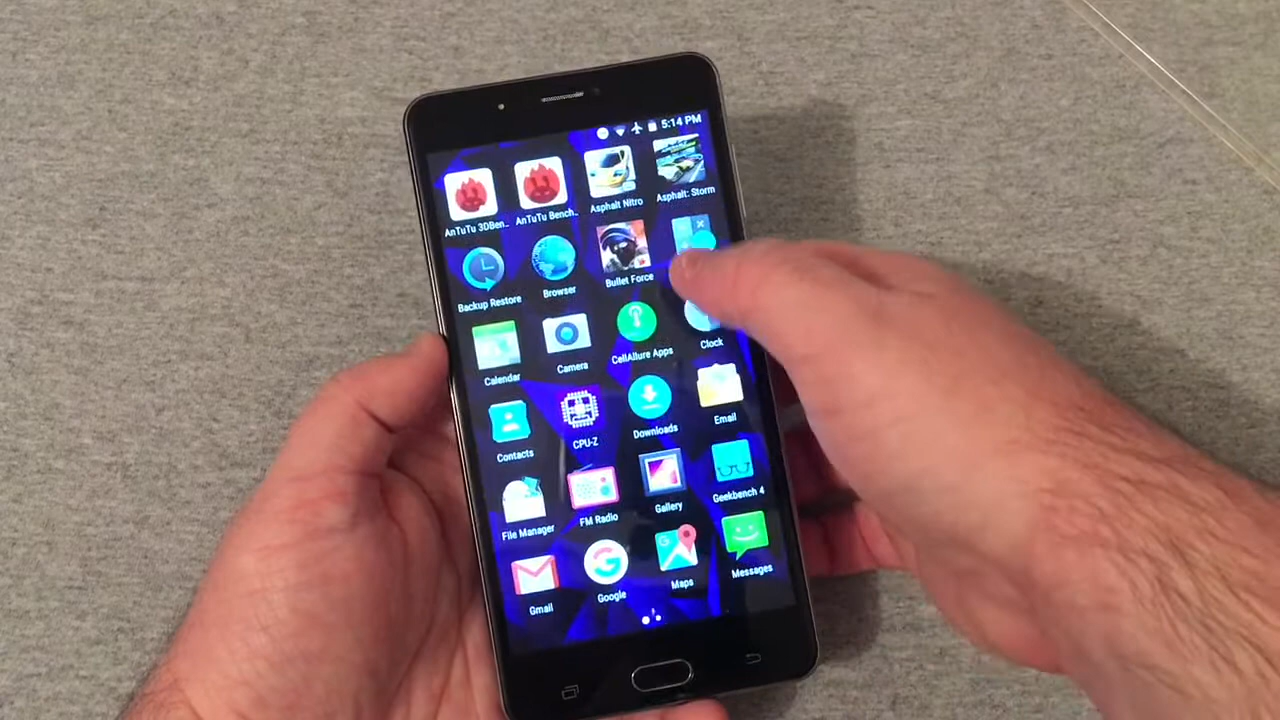 5:14 PM
AnTuTu 3DBen..
AnTuTu Bench..
Asphalt Nitro
Asphalt: Storm
Backup Restore
Browser
Bullet Force
Calendar
Camera
CellAllure Apps
Clock
Contacts
CPU-Z
Downloads
Email
File Manager
FM Radio
Gallery
Geekbench 4
Gmail
Google
Maps
Messages